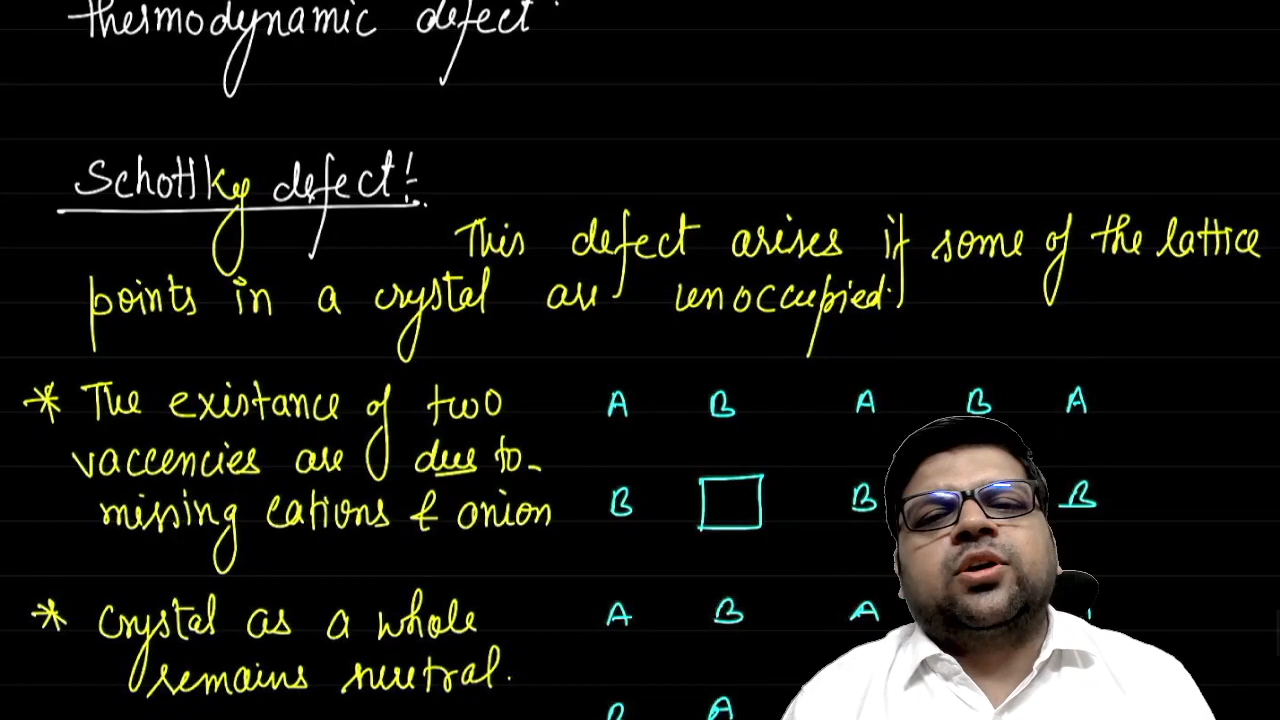 thermodynamic defect.
Schottky defect:-
This defect arises if some of the lattice
points in a crystal are unoccupied.
* The existance of two
vaccencies are due to
missing cations & onion
* Crystal as a whole
remains neutral.
A B A B A
B B B
A B A
B A